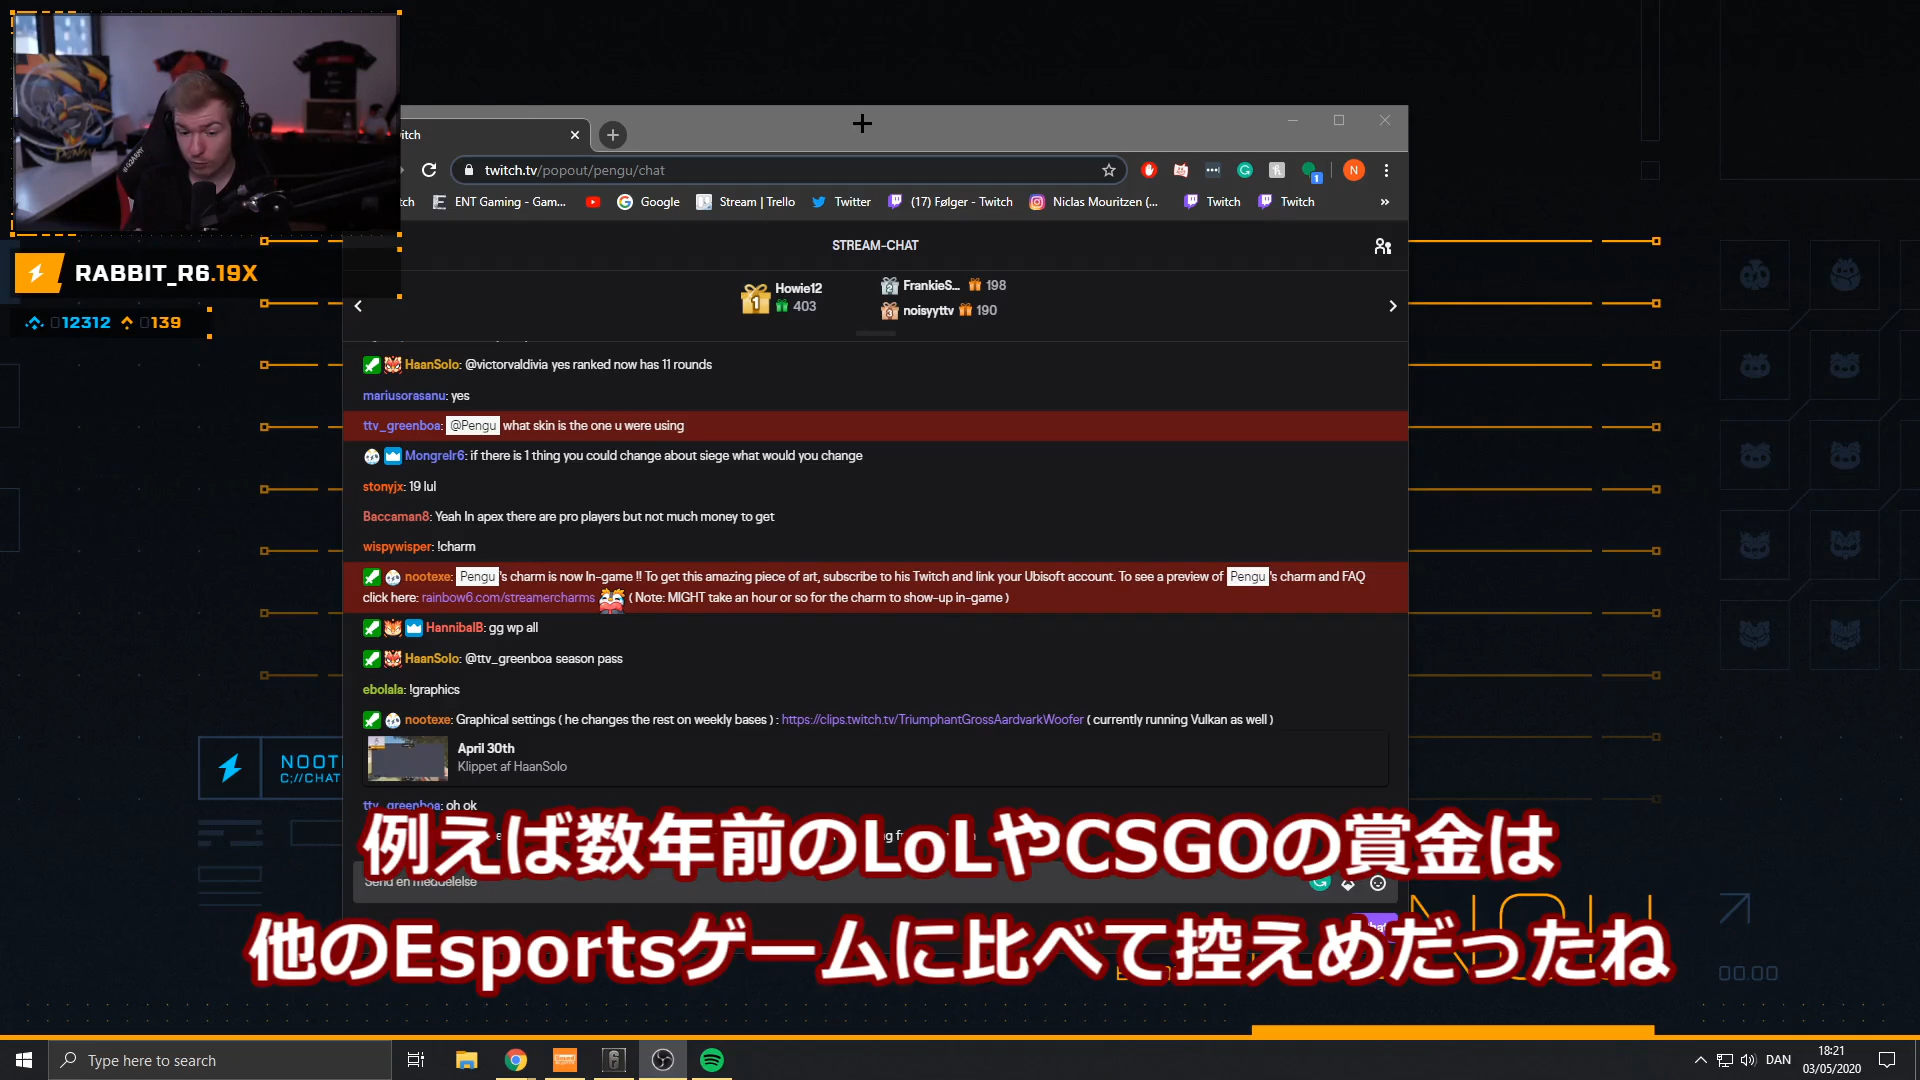 itch
twitch.tv/popout/pengu/chat
N
1
tch
ENT Gaming - Gam...
Google
Stream | Trello
Twitter
(17) Følger - Twitch
Niclas Mouritzen (...
Twitch
Twitch
»
STREAM-CHAT
RABBIT_R6.19X
12312
139
1
Howie12
403
2
FrankieS...
198
3
noisyyttv
190
HaanSolo: @victorvaldivia yes ranked now has 11 rounds
mariusorasanu: yes
ttv_greenboa: @Pengu what skin is the one u were using
Mongrelr6: if there is 1 thing you could change about siege what would you change
stonyjx: 19 lul
Baccaman8: Yeah In apex there are pro players but not much money to get
wispywisper: !charm
nootexe: Pengu's charm is now In-game !! To get this amazing piece of art, subscribe to his Twitch and link your Ubisoft account. To see a preview of Pengu's charm and FAQ
click here: rainbow6.com/streamercharms ( Note: MIGHT take an hour or so for the charm to show-up in-game )
HannibalB: gg wp all
HaanSolo: @ttv_greenboa season pass
ebolala: !graphics
nootexe: Graphical settings ( he changes the rest on weekly bases ) : https://clips.twitch.tv/TriumphantGrossAardvarkWoofer ( currently running Vulkan as well )
April 30th
Klippet af HaanSolo
NOOT
C://CHAT
ttv_greenboa: oh ok
例えば数年前のLoLやCSGOの賞金は
Send en meddelelse
他のEsportsゲームに比べて控えめだったね
00.00
Type here to search
DAN
18:21
03/05/2020